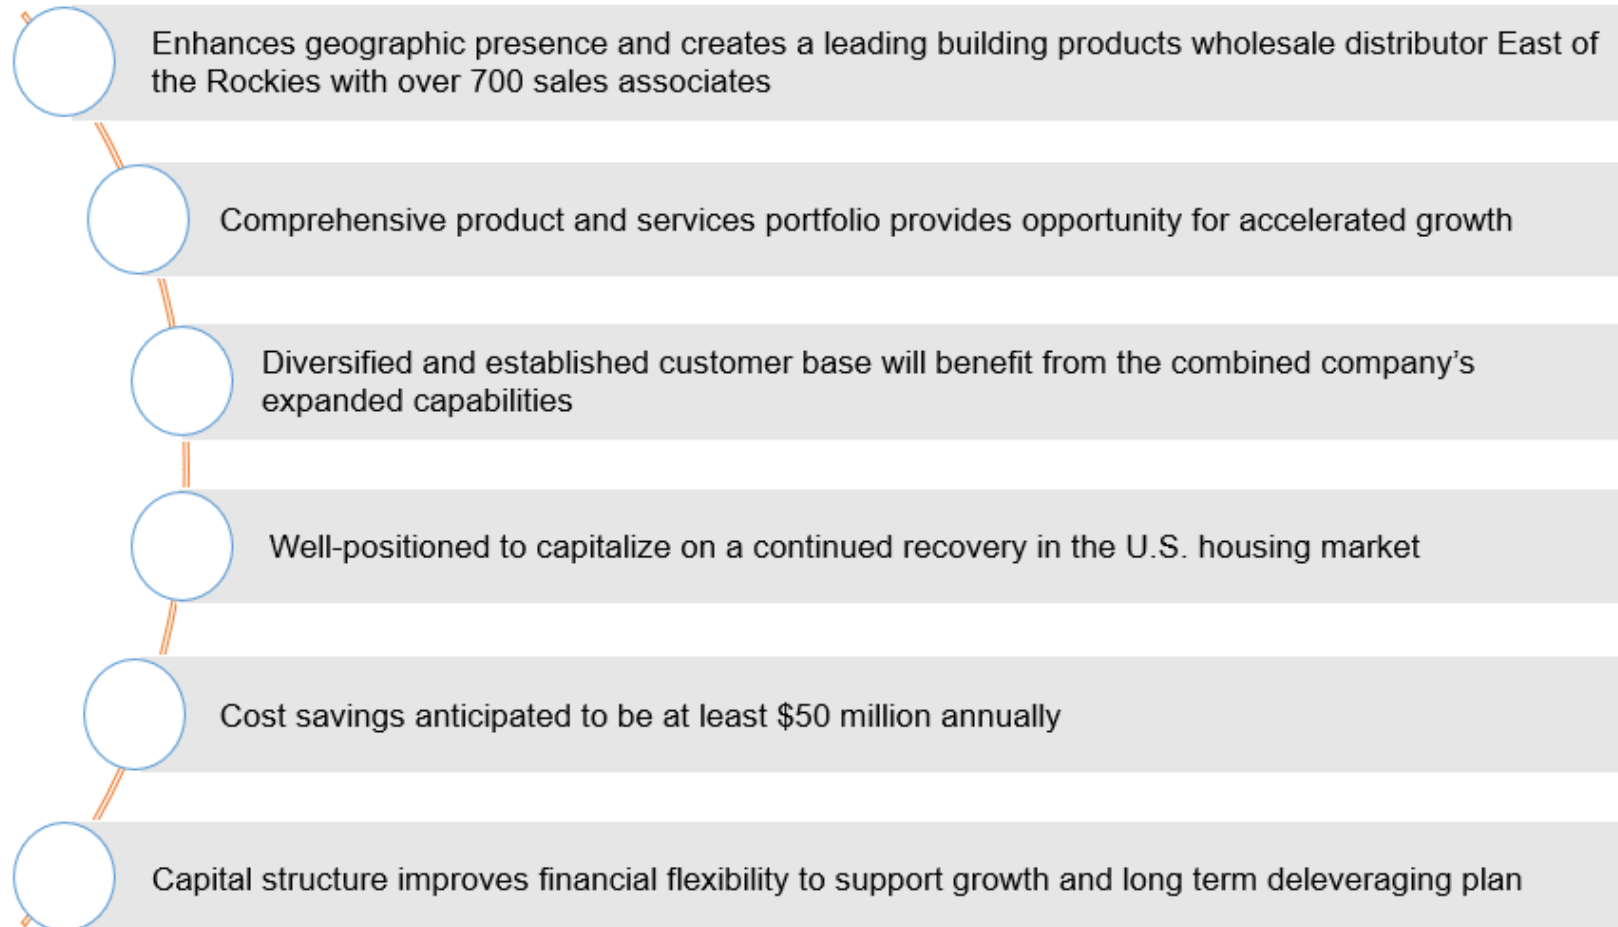 Enhances geographic presence and creates a leading building products wholesale distributor East of
the Rockies with over 700 sales associates
Comprehensive product and services portfolio provides opportunity for accelerated growth
Diversified and established customer base will benefit from the combined company’s
expanded capabilities
Well-positioned to capitalize on a continued recovery in the U.S. housing market
Cost savings anticipated to be at least $50 million annually
Capital structure improves financial flexibility to support growth and long term deleveraging plan